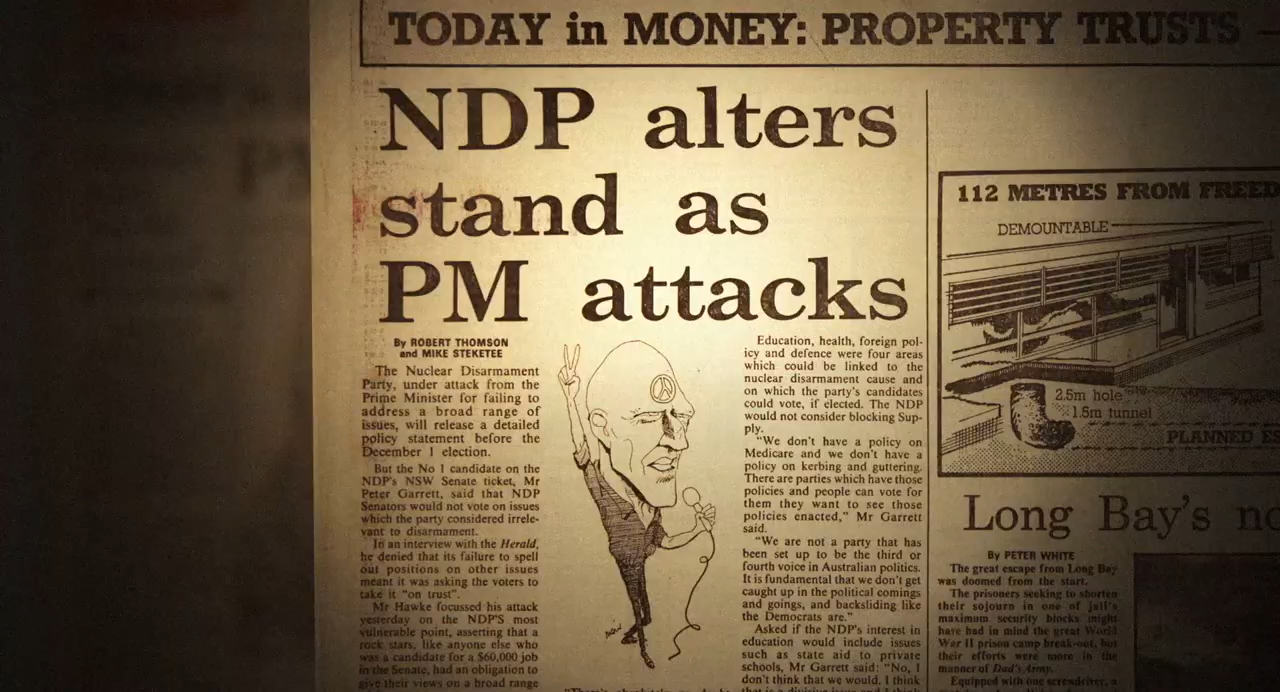 TODAY in MONEY: PROPERTY TRUSTS —
NDP alters
stand as
PM attacks
By ROBERT THOMSON
and MIKE STEKETEE
The Nuclear Disarmament
Party, under attack from the
Prime Minister for failing to
address a broad range of
issues, will release a detailed
policy statement before the
December 1 election.
But the No 1 candidate on the
NDP's NSW Senate ticket, Mr
Peter Garrett, said that NDP
Senators would not vote on issues
which the party considered irrele-
vant to disarmament.
In an interview with the Herald,
he denied that its failure to spell
out positions on other issues
meant it was asking the voters to
take it "on trust".
Mr Hawke focussed his attack
yesterday on the NDP'S most
vulnerable point, asserting that a
rock stars, like anyone else who
was a candidate for a $60,000 job
in the Senate, had an obligation to
give their views on a broad range
Education, health, foreign pol-
icy and defence were four areas
which could be linked to the
nuclear disarmament cause and
on which the party's candidates
could vote, if elected. The NDP
would not consider blocking Sup-
ply.
"We don't have a policy on
Medicare and we don't have a
policy on kerbing and guttering.
There are parties which have those
policies and people can vote for
them they want to see those
policies enacted," Mr Garrett
said.
"We are not a party that has
been set up to be the third or
fourth voice in Australian politics.
It is fundamental that we don't get
caught up in the political comings
and goings, and backsliding like
the Democrats are."
Asked if the NDP's interest in
education would include issues
such as state aid to private
schools, Mr Garrett said: "No, I
don't think that we would. I think
112 METRES FROM FREED
DEMOUNTABLE
2.5m hole
1.5m tunnel
PLANNED ES
Long Bay's no
By PETER WHITE
The great escape from Long Bay
was doomed from the start.
The prisoners seeking to shorten
their sojourn in one of jail's
maximum security blocks might
have had in mind the great World
War II prison camp break-out, but
their efforts were more in the
manner of Dad's Army.
Equipped with one screwdriver, a